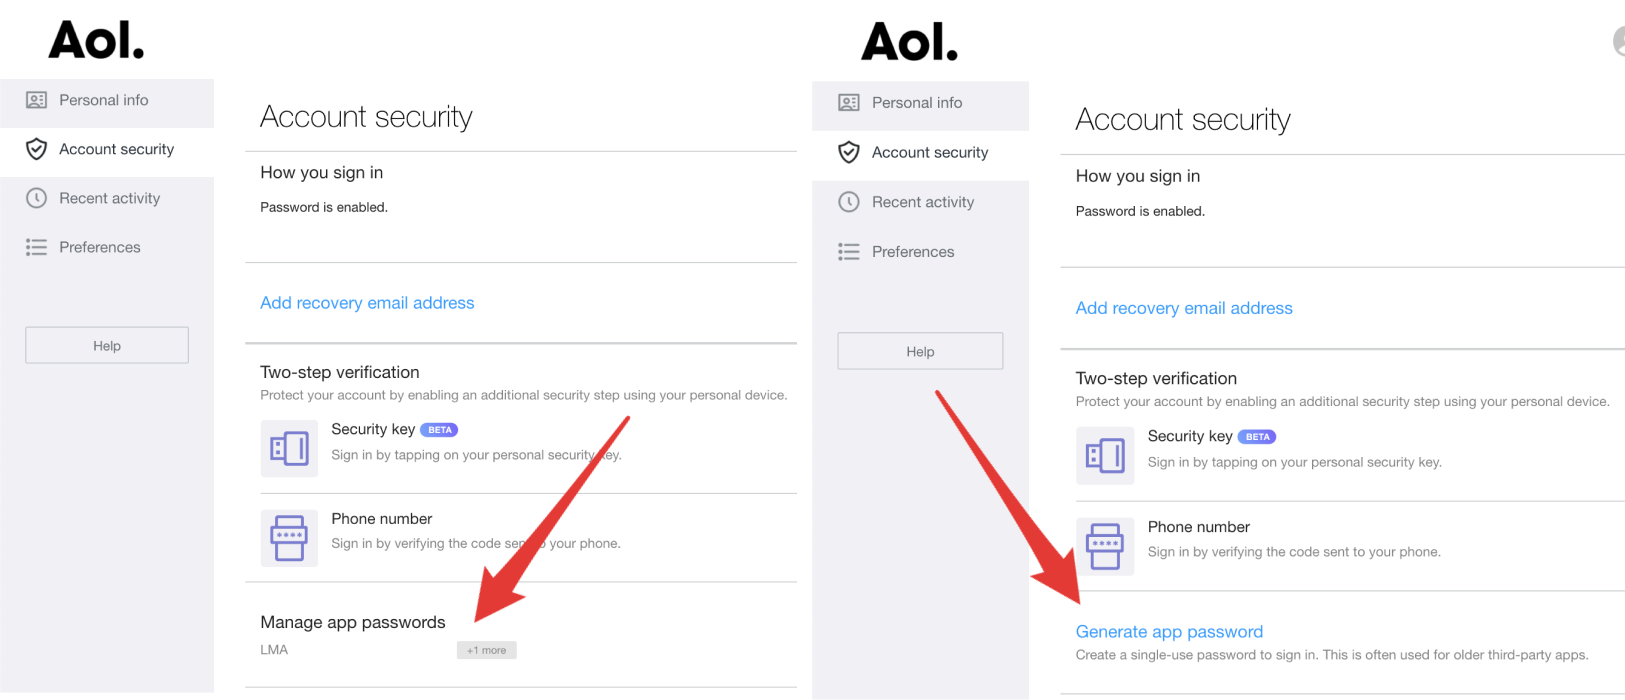 Aol.
Personal info
Account security
Recent activity
Preferences
Help
Account security
How you sign in
Password is enabled.
Add recovery email address
Two-step verification
Protect your account by enabling an additional security step using your personal device.
Security key BETA
Sign in by tapping on your personal security key.
Phone number
Sign in by verifying the code sent to your phone.
Manage app passwords
LMA +1 more
Aol.
Personal info
Account security
Recent activity
Preferences
Help
Account security
How you sign in
Password is enabled.
Add recovery email address
Two-step verification
Protect your account by enabling an additional security step using your personal device.
Security key BETA
Sign in by tapping on your personal security key.
Phone number
Sign in by verifying the code sent to your phone.
Generate app password
Create a single-use password to sign in. This is often used for older third-party apps.